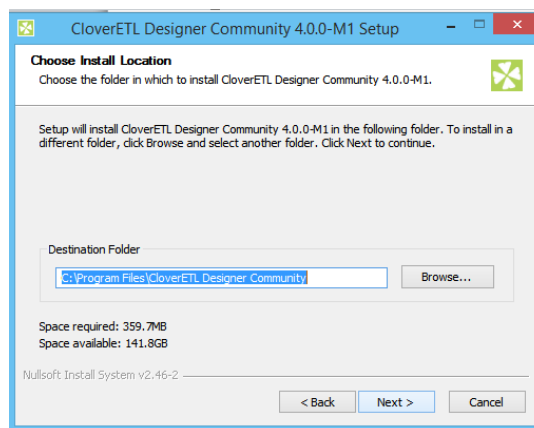 CloverETL Designer Community 4.0.0-M1 Setup
Choose Install Location
Choose the folder in which to install CloverETL Designer Community 4.0.0-M1.
Setup will install CloverETL Designer Community 4.0.0-M1 in the following folder. To install in a
different folder, click Browse and select another folder. Click Next to continue.
Destination Folder
C:\Program Files\CloverETL Designer Community
Browse...
Space required: 359.7MB
Space available: 141.8GB
Nullsoft Install System v2.46-2
< Back Next > Cancel